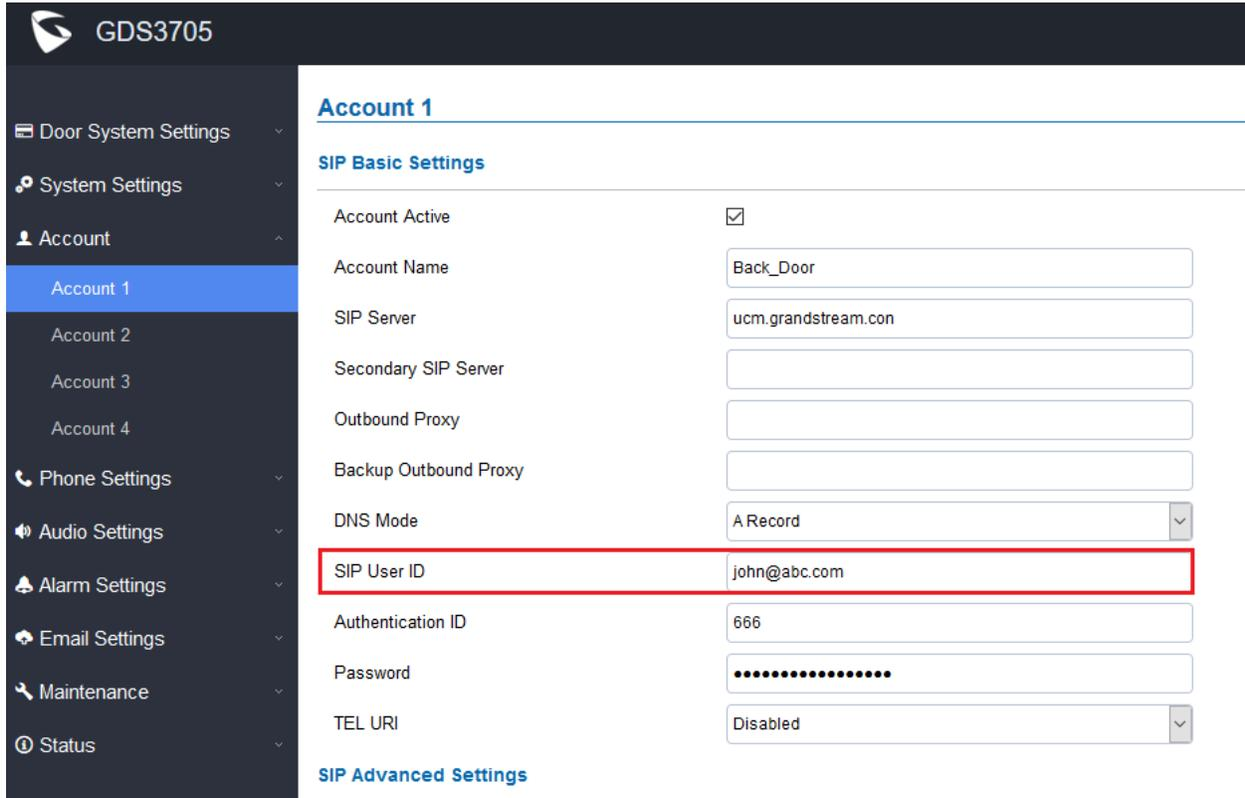 GDS3705
Door System Settings
System Settings
Account
Account 1
Account 2
Account 3
Account 4
Phone Settings
Audio Settings
Alarm Settings
Email Settings
Maintenance
Status
Account 1
SIP Basic Settings
Account Active
Account Name Back_Door
SIP Server ucm.grandstream.con
Secondary SIP Server
Outbound Proxy
Backup Outbound Proxy
DNS Mode A Record
SIP User ID john@abc.com
Authentication ID 666
Password •••••••••••••••••
TEL URI Disabled
SIP Advanced Settings